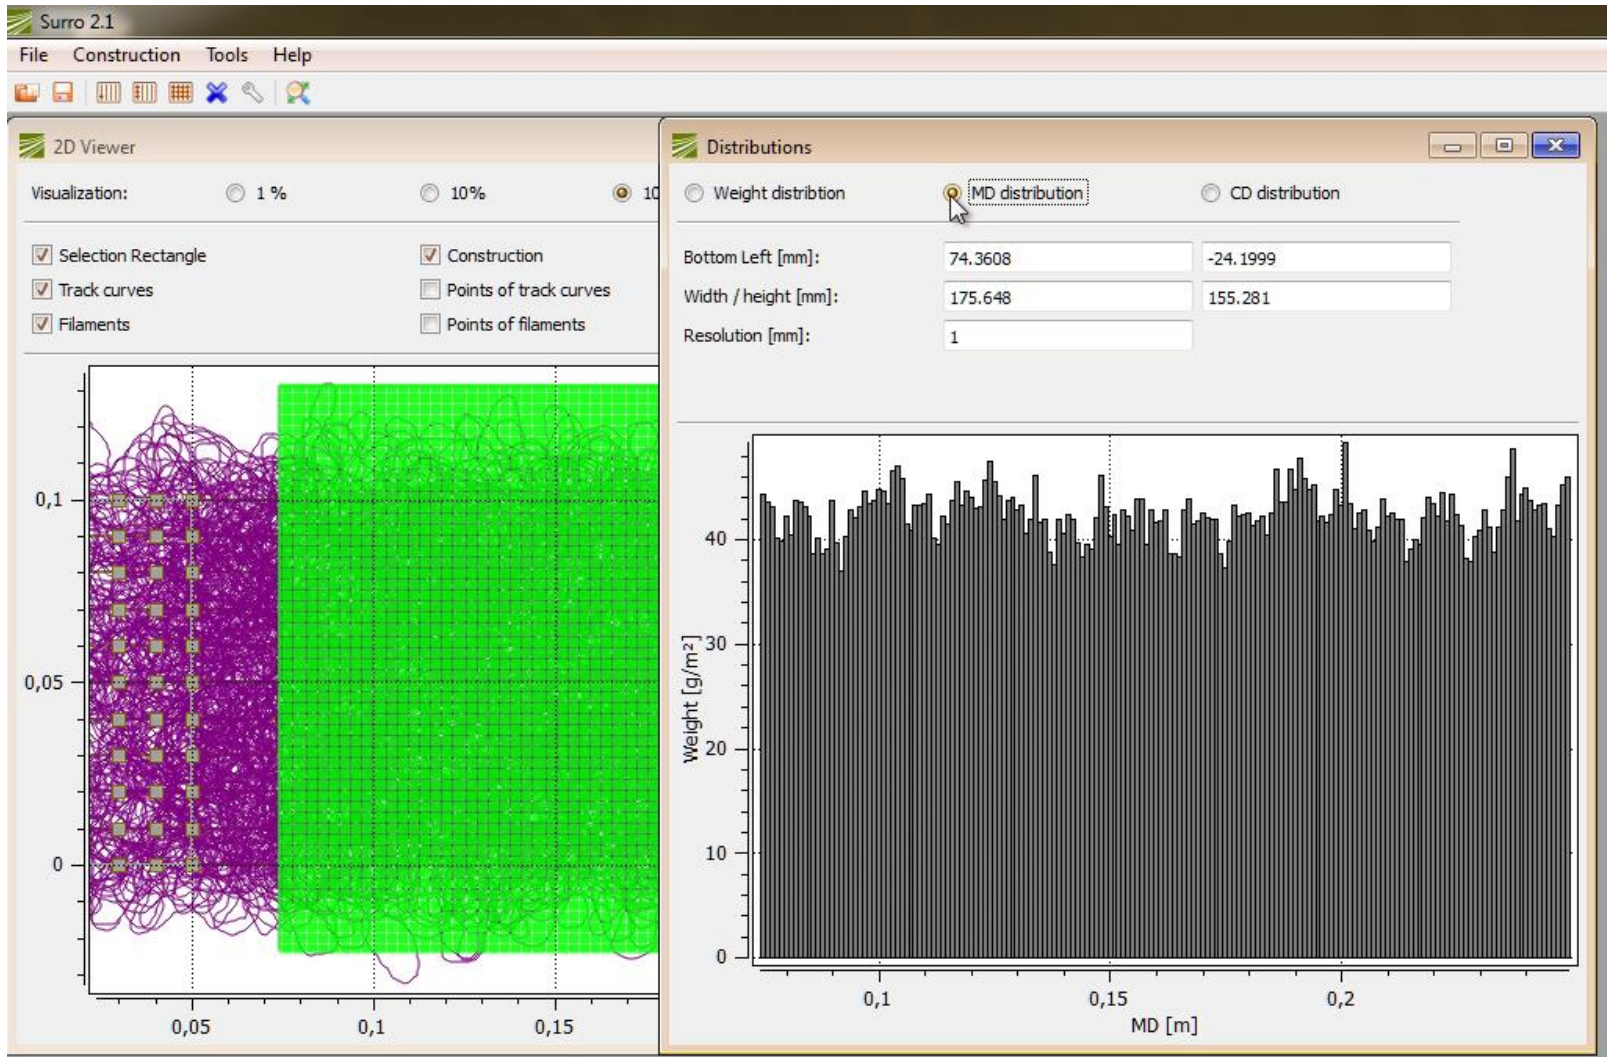 Surro 2.1
File Construction Tools Help
2D Viewer
Visualization: 1 % 10% 10
Selection Rectangle Construction
Track curves Points of track curves
Filaments Points of filaments
0,1
0,05
0
0,05 0,1 0,15
Distributions
Weight distribtion MD distribution CD distribution
Bottom Left [mm]: 74.3608 -24.1999
Width / height [mm]: 175.648 155.281
Resolution [mm]: 1
Weight [g/m²]
40
30
20
10
0
0,1 0,15 0,2
MD [m]